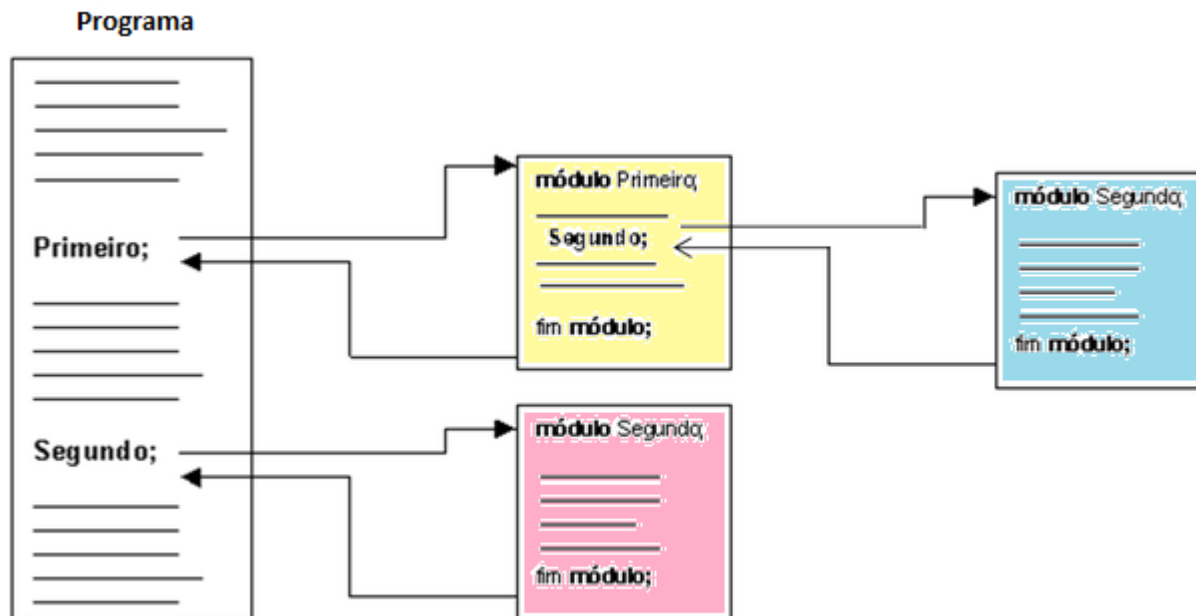 Programa
Primeiro;
Segundo;
módulo Primeiro;
Segundo;
fim módulo;
módulo Segundo;
fim módulo;
módulo Segundo;
fim módulo;